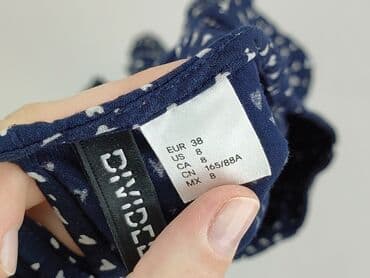 EUR 38
US 8
CA 8
CN 165/88A
MX 8
DIVIDE